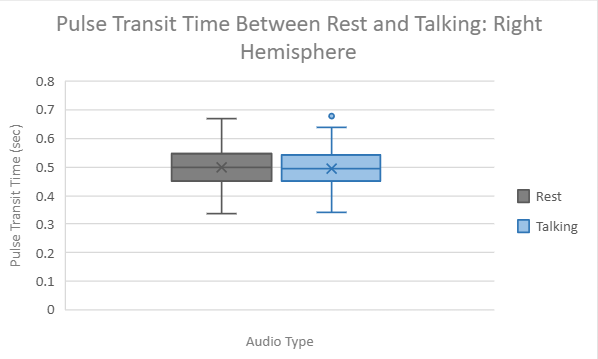 Pulse Transit Time Between Rest and Talking: Right
Hemisphere
0.8
0.7
0.6
0.5
0.4
0.3
0.2
0.1
0
Pulse Transit Time (sec)
Audio Type
Rest
Talking